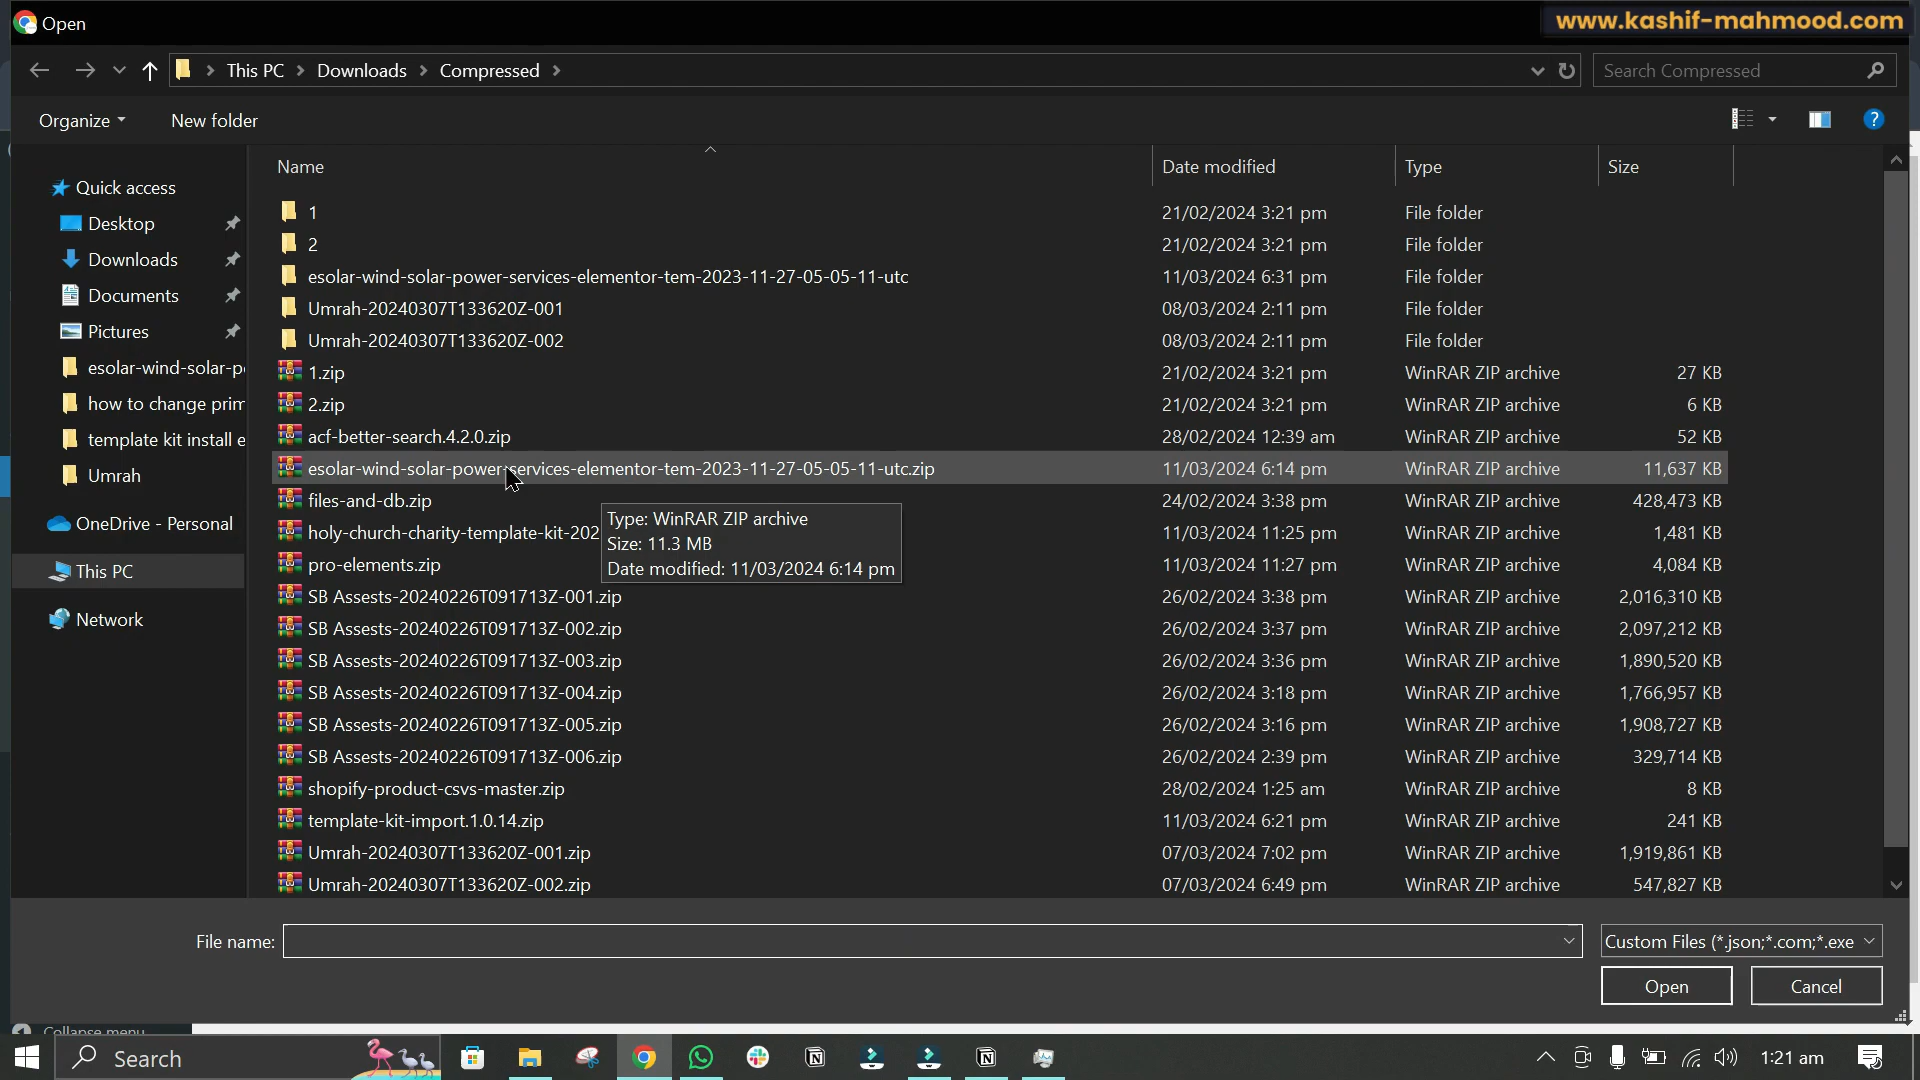 Open
www.kashif-mahmood.com
This PC > Downloads > Compressed >
Search Compressed
Organize
New folder
Name Date modified Type Size
Quick access
Desktop
Downloads
Documents
Pictures
esolar-wind-solar-p
how to change prim
template kit install e
Umrah
OneDrive - Personal
This PC
Network
1 21/02/2024 3:21 pm File folder
2 21/02/2024 3:21 pm File folder
esolar-wind-solar-power-services-elementor-tem-2023-11-27-05-05-11-utc 11/03/2024 6:31 pm File folder
Umrah-20240307T133620Z-001 08/03/2024 2:11 pm File folder
Umrah-20240307T133620Z-002 08/03/2024 2:11 pm File folder
1.zip 21/02/2024 3:21 pm WinRAR ZIP archive 27 KB
2.zip 21/02/2024 3:21 pm WinRAR ZIP archive 6 KB
acf-better-search.4.2.0.zip 28/02/2024 12:39 am WinRAR ZIP archive 52 KB
esolar-wind-solar-power-services-elementor-tem-2023-11-27-05-05-11-utc.zip 11/03/2024 6:14 pm WinRAR ZIP archive 11,637 KB
files-and-db.zip 24/02/2024 3:38 pm WinRAR ZIP archive 428,473 KB
holy-church-charity-template-kit-202 11/03/2024 11:25 pm WinRAR ZIP archive 1,481 KB
pro-elements.zip 11/03/2024 11:27 pm WinRAR ZIP archive 4,084 KB
Type: WinRAR ZIP archive
Size: 11.3 MB
Date modified: 11/03/2024 6:14 pm
SB Assests-20240226T091713Z-001.zip 26/02/2024 3:38 pm WinRAR ZIP archive 2,016,310 KB
SB Assests-20240226T091713Z-002.zip 26/02/2024 3:37 pm WinRAR ZIP archive 2,097,212 KB
SB Assests-20240226T091713Z-003.zip 26/02/2024 3:36 pm WinRAR ZIP archive 1,890,520 KB
SB Assests-20240226T091713Z-004.zip 26/02/2024 3:18 pm WinRAR ZIP archive 1,766,957 KB
SB Assests-20240226T091713Z-005.zip 26/02/2024 3:16 pm WinRAR ZIP archive 1,908,727 KB
SB Assests-20240226T091713Z-006.zip 26/02/2024 2:39 pm WinRAR ZIP archive 329,714 KB
shopify-product-csvs-master.zip 28/02/2024 1:25 am WinRAR ZIP archive 8 KB
template-kit-import.1.0.14.zip 11/03/2024 6:21 pm WinRAR ZIP archive 241 KB
Umrah-20240307T133620Z-001.zip 07/03/2024 7:02 pm WinRAR ZIP archive 1,919,861 KB
Umrah-20240307T133620Z-002.zip 07/03/2024 6:49 pm WinRAR ZIP archive 547,827 KB
File name:
Custom Files (*.json;*.com;*.exe
Open
Cancel
Collapse menu
Search
1:21 am